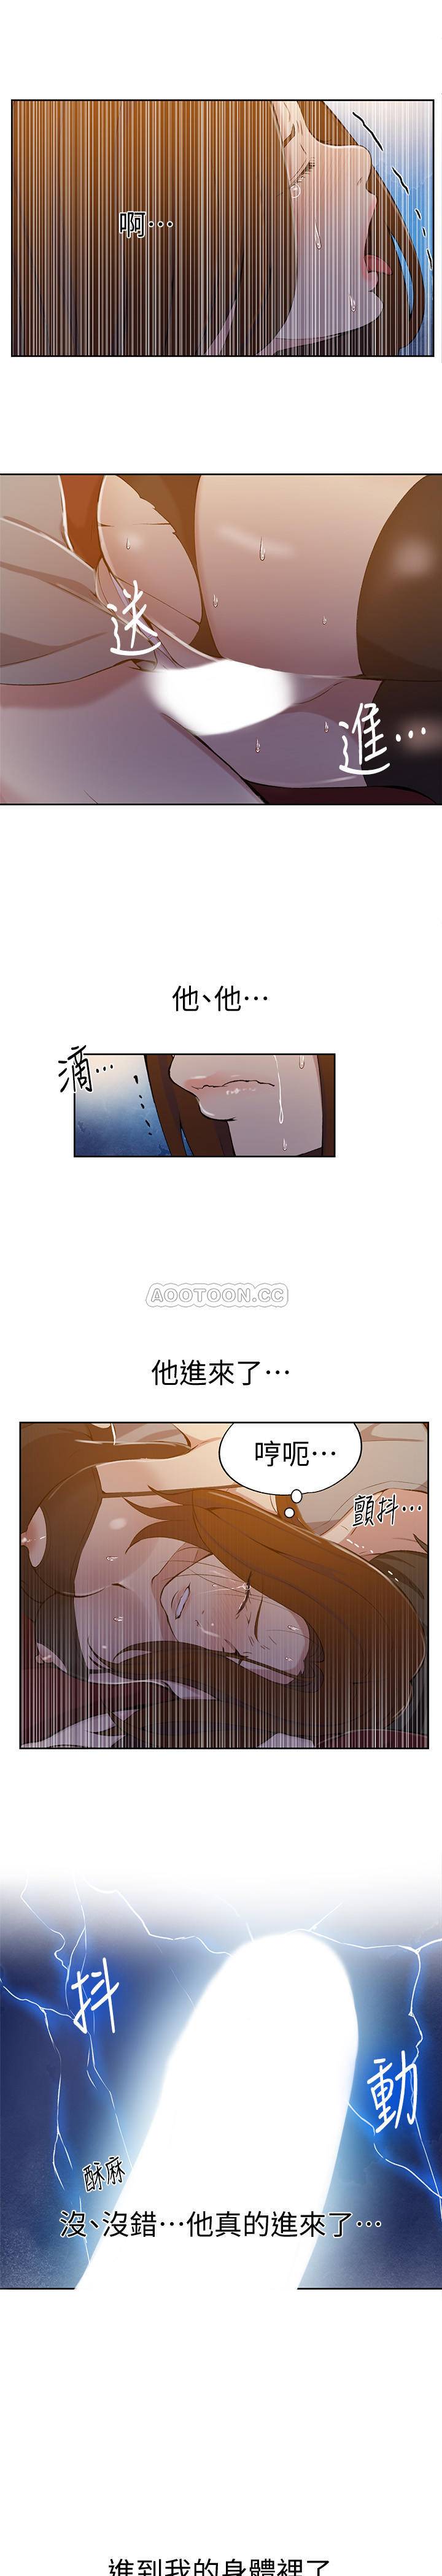 啊…
送
進…
他、他…
滴…
AOOTOON.CC
他進來了…
哼呃…
顫抖…
抖
動
酥麻
沒、沒錯…他真的進來了…
進到我的身體裡了